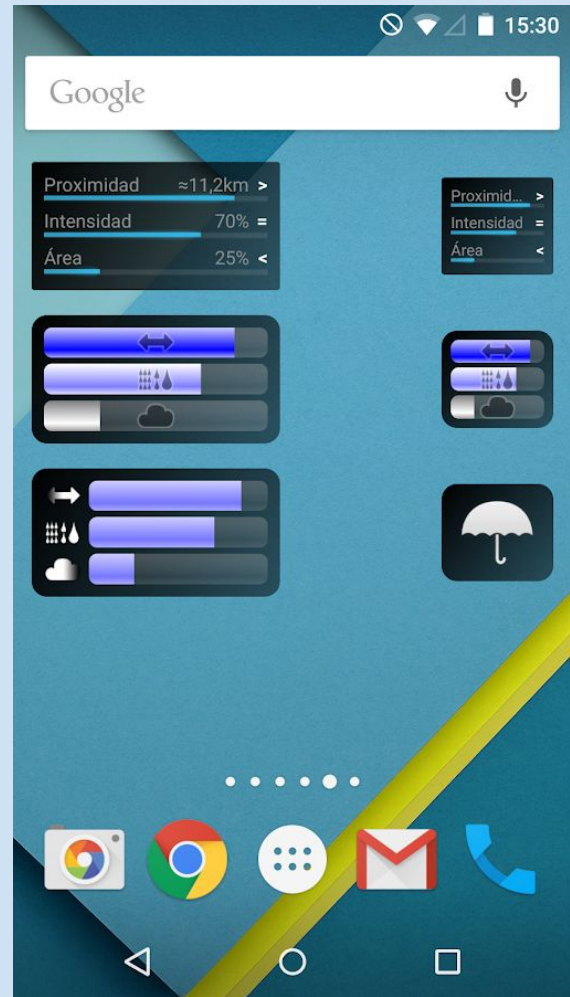 15:30
Google
Proximidad ≈11,2km >
Intensidad 70% =
Área 25% <
Proximid... >
Intensidad =
Área <